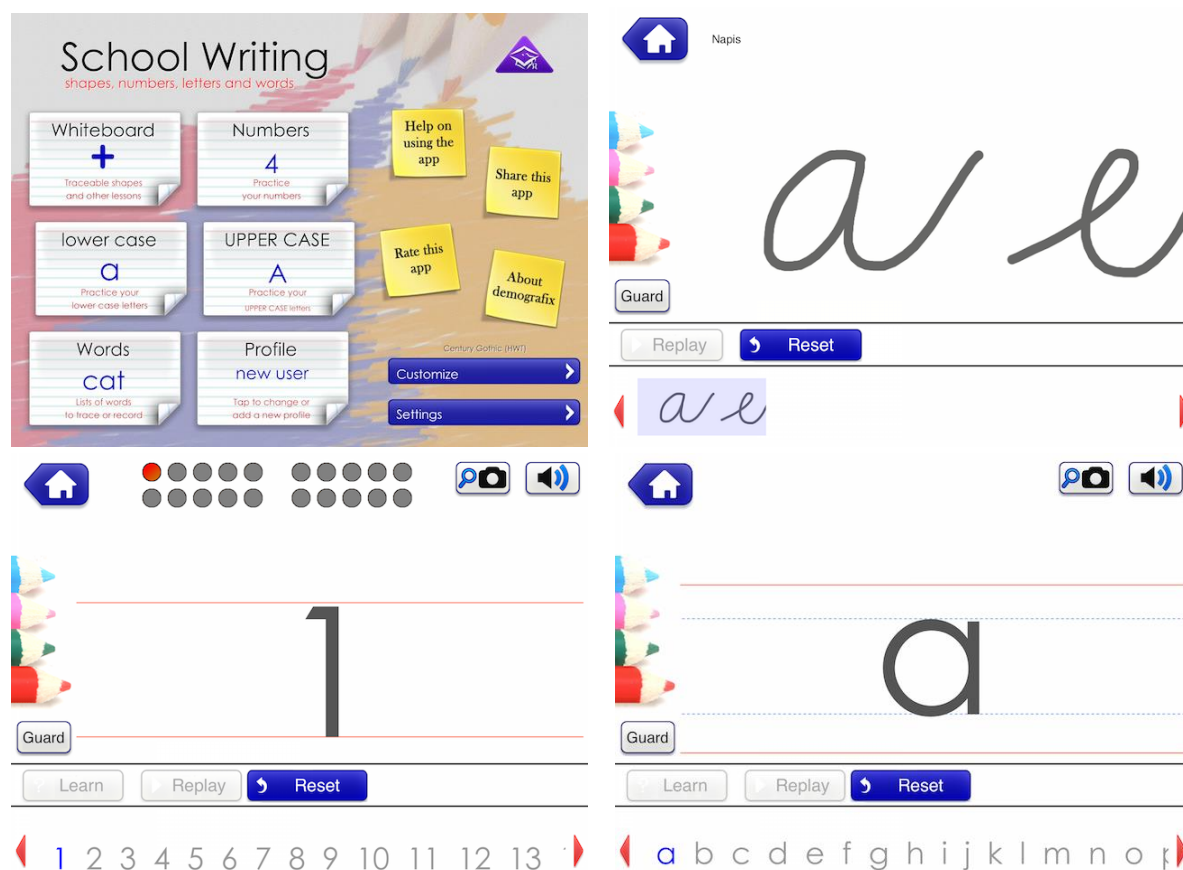 School Writing
shapes, numbers, letters and words
Whiteboard
+
Traceable shapes
and other lessons
Numbers
4
Practice
your numbers
Help on
using the
app
Share this
app
lower case
a
Practice your
lower case letters
UPPER CASE
A
Practice your
UPPER CASE letters
Rate this
app
About
demografix
Words
cat
Lists of words
to trace or record
Profile
new user
Tap to change or
add a new profile
Century Gothic (HWT)
Customize
Settings
Napis
a e
Guard
Replay
Reset
a e
1
Guard
Learn
Replay
Reset
1 2 3 4 5 6 7 8 9 10 11 12 13
a
Guard
Learn
Replay
Reset
a b c d e f g h i j k l m n o p